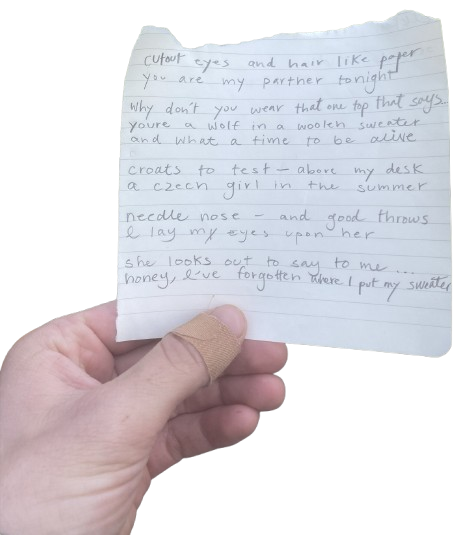 cutout eyes and hair like paper
you are my partner tonight
Why don't you wear that one top that says
youre a wolf in a woolen sweater
and what a time to be alive
croats to test - above my desk
a czech girl in the summer
needle nose - and good throws
I lay my eyes upon her
she looks out to say to me ...
honey, I've forgotten where I put my sweater